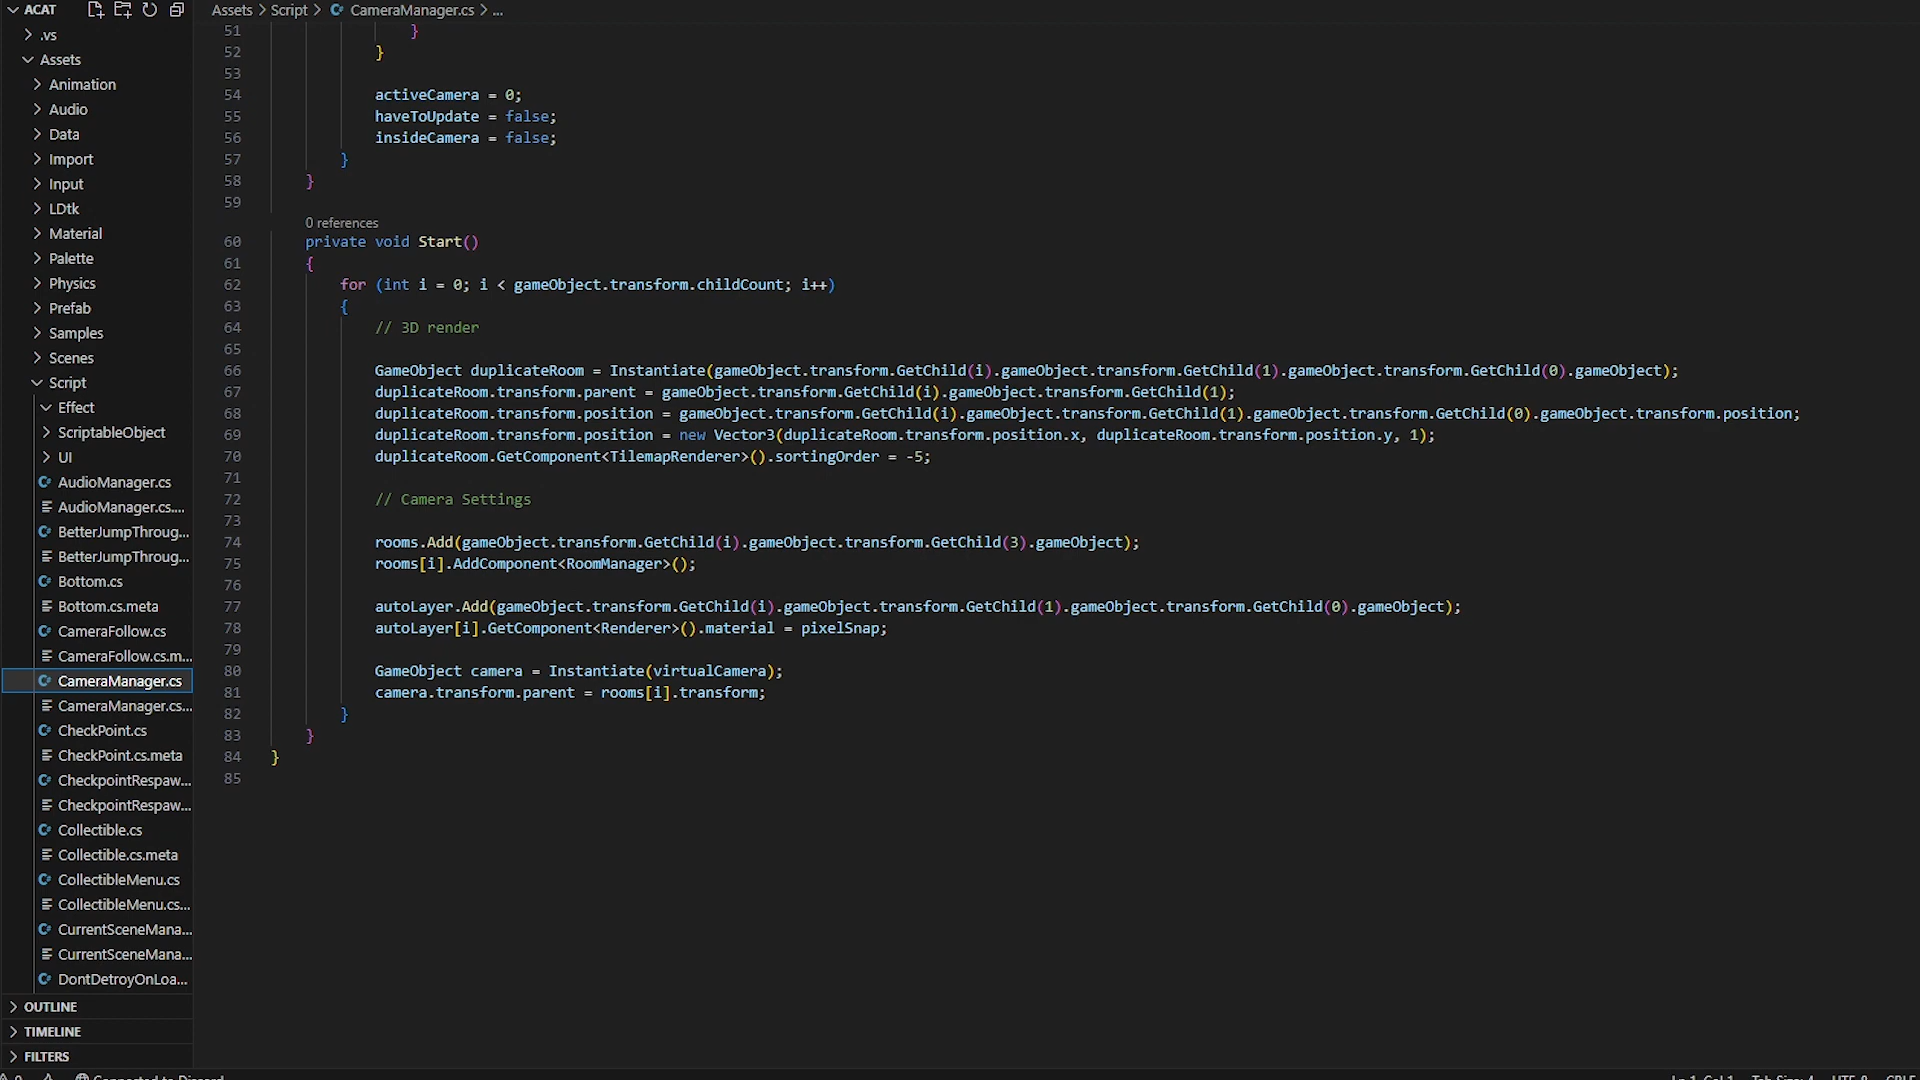 ACAT
.vs
Assets
Animation
Audio
Data
Import
Input
LDtk
Material
Palette
Physics
Prefab
Samples
Scenes
Script
Effect
ScriptableObject
UI
AudioManager.cs
AudioManager.cs....
BetterJumpThroug...
BetterJumpThroug...
Bottom.cs
Bottom.cs.meta
CameraFollow.cs
CameraFollow.cs.m...
CameraManager.cs
CameraManager.cs...
CheckPoint.cs
CheckPoint.cs.meta
CheckpointRespaw...
CheckpointRespaw...
Collectible.cs
Collectible.cs.meta
CollectibleMenu.cs
CollectibleMenu.cs...
CurrentSceneMana...
CurrentSceneMana...
DontDetroyOnLoa...
OUTLINE
TIMELINE
FILTERS
Assets > Script > CameraManager.cs > ...
51 }
52 }
53
54 activeCamera = 0;
55 haveToUpdate = false;
56 insideCamera = false;
57 }
58 }
59
0 references
60 private void Start()
61 {
62 for (int i = 0; i < gameObject.transform.childCount; i++)
63 {
64 // 3D render
65
66 GameObject duplicateRoom = Instantiate(gameObject.transform.GetChild(i).gameObject.transform.GetChild(1).gameObject.transform.GetChild(0).gameObject);
67 duplicateRoom.transform.parent = gameObject.transform.GetChild(i).gameObject.transform.GetChild(1);
68 duplicateRoom.transform.position = gameObject.transform.GetChild(i).gameObject.transform.GetChild(1).gameObject.transform.GetChild(0).gameObject.transform.position;
69 duplicateRoom.transform.position = new Vector3(duplicateRoom.transform.position.x, duplicateRoom.transform.position.y, 1);
70 duplicateRoom.GetComponent<TilemapRenderer>().sortingOrder = -5;
71
72 // Camera Settings
73
74 rooms.Add(gameObject.transform.GetChild(i).gameObject.transform.GetChild(3).gameObject);
75 rooms[i].AddComponent<RoomManager>();
76
77 autoLayer.Add(gameObject.transform.GetChild(i).gameObject.transform.GetChild(1).gameObject.transform.GetChild(0).gameObject);
78 autoLayer[i].GetComponent<Renderer>().material = pixelSnap;
79
80 GameObject camera = Instantiate(virtualCamera);
81 camera.transform.parent = rooms[i].transform;
82 }
83 }
84 }
85
Connected to Discord